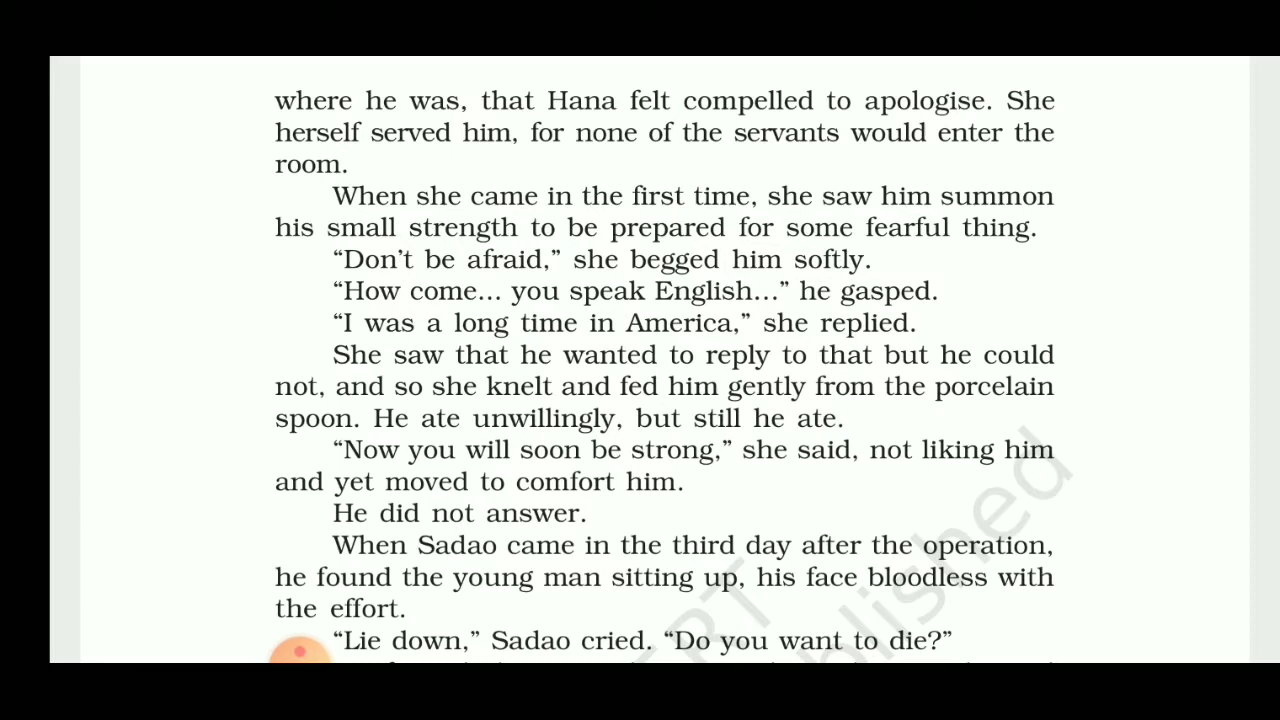 where he was, that Hana felt compelled to apologise. She
herself served him, for none of the servants would enter the
room.
When she came in the first time, she saw him summon
his small strength to be prepared for some fearful thing.
“Don’t be afraid,” she begged him softly.
“How come... you speak English...” he gasped.
“I was a long time in America,” she replied.
She saw that he wanted to reply to that but he could
not, and so she knelt and fed him gently from the porcelain
spoon. He ate unwillingly, but still he ate.
“Now you will soon be strong,” she said, not liking him
and yet moved to comfort him.
He did not answer.
When Sadao came in the third day after the operation,
he found the young man sitting up, his face bloodless with
the effort.
“Lie down,” Sadao cried. “Do you want to die?”